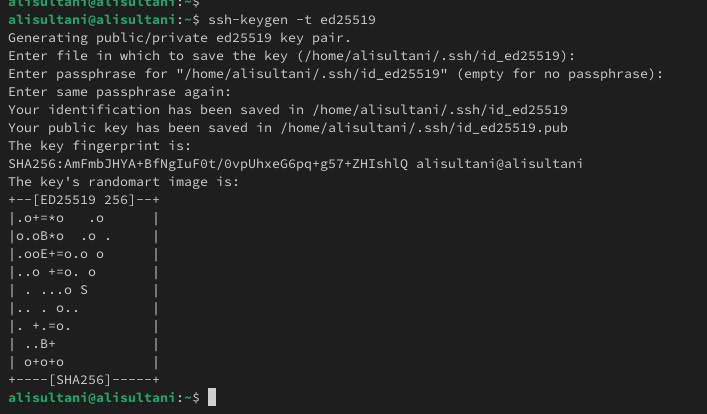 alisultani@alisultani:~$
alisultani@alisultani:~$ ssh-keygen -t ed25519
Generating public/private ed25519 key pair.
Enter file in which to save the key (/home/alisultani/.ssh/id_ed25519):
Enter passphrase for "/home/alisultani/.ssh/id_ed25519" (empty for no passphrase):
Enter same passphrase again:
Your identification has been saved in /home/alisultani/.ssh/id_ed25519
Your public key has been saved in /home/alisultani/.ssh/id_ed25519.pub
The key fingerprint is:
SHA256:AmFmbJHYA+BfNgIuF0t/0vpUhxeG6pq+g57+ZHIshlQ alisultani@alisultani
The key's randomart image is:
+--[ED25519 256]--+
|.o+=*o   .o      |
|o.oB*o  .o .     |
|.ooE+=o.o o      |
|..o +=o. o       |
| . ...o S        |
|.. . o..         |
|. +.=o.          |
| ..B+            |
| o+o+o           |
+----[SHA256]-----+
alisultani@alisultani:~$